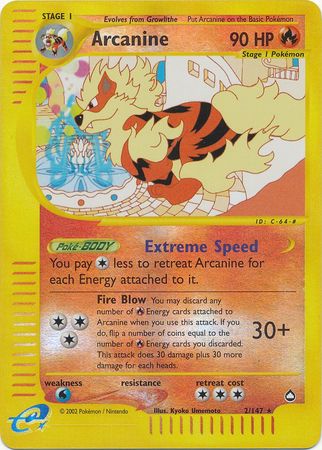 STAGE 1
Evolves from Growlithe
Put Arcanine on the Basic Pokémon
Arcanine
90 HP
Stage 1 Pokémon
ID: C-64-#
Poké-BODY
Extreme Speed
You pay less to retreat Arcanine for
each Energy attached to it.
Fire Blow You may discard any
number of Energy cards attached to
Arcanine when you use this attack. If you
do, flip a number of coins equal to the
number of Energy cards you discarded.
This attack does 30 damage plus 30 more
damage for each heads.
30+
weakness
resistance
retreat cost
e
© 2002 Pokémon / Nintendo
Illus. Kyoko Umemoto
2/147 ★